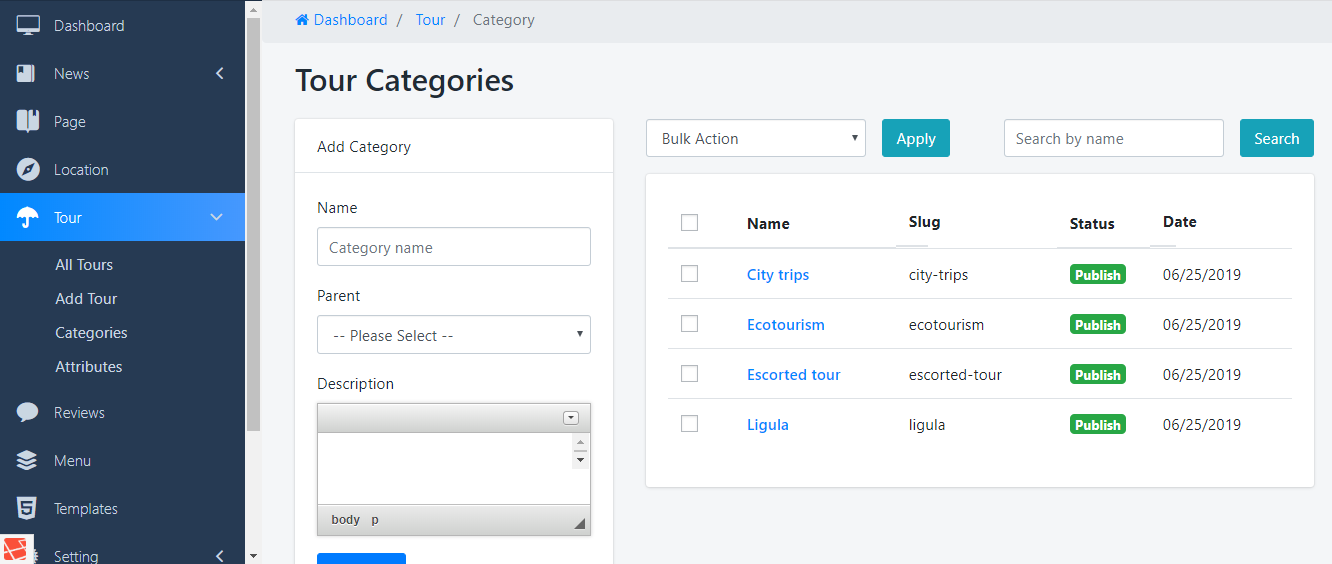 Dashboard
News
Page
Location
Tour
All Tours
Add Tour
Categories
Attributes
Reviews
Menu
Templates
Setting
Dashboard / Tour / Category
Tour Categories
Add Category
Name
Category name
Parent
-- Please Select --
Description
body p
Bulk Action Apply Search by name Search
Name Slug Status Date
City trips city-trips Publish 06/25/2019
Ecotourism ecotourism Publish 06/25/2019
Escorted tour escorted-tour Publish 06/25/2019
Ligula ligula Publish 06/25/2019